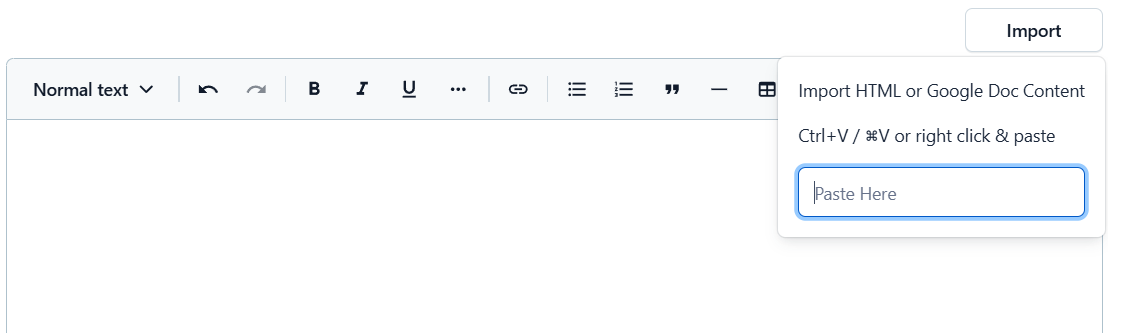 Import
Normal text
B I U
Import HTML or Google Doc Content
Ctrl+V / ⌘V or right click & paste
Paste Here